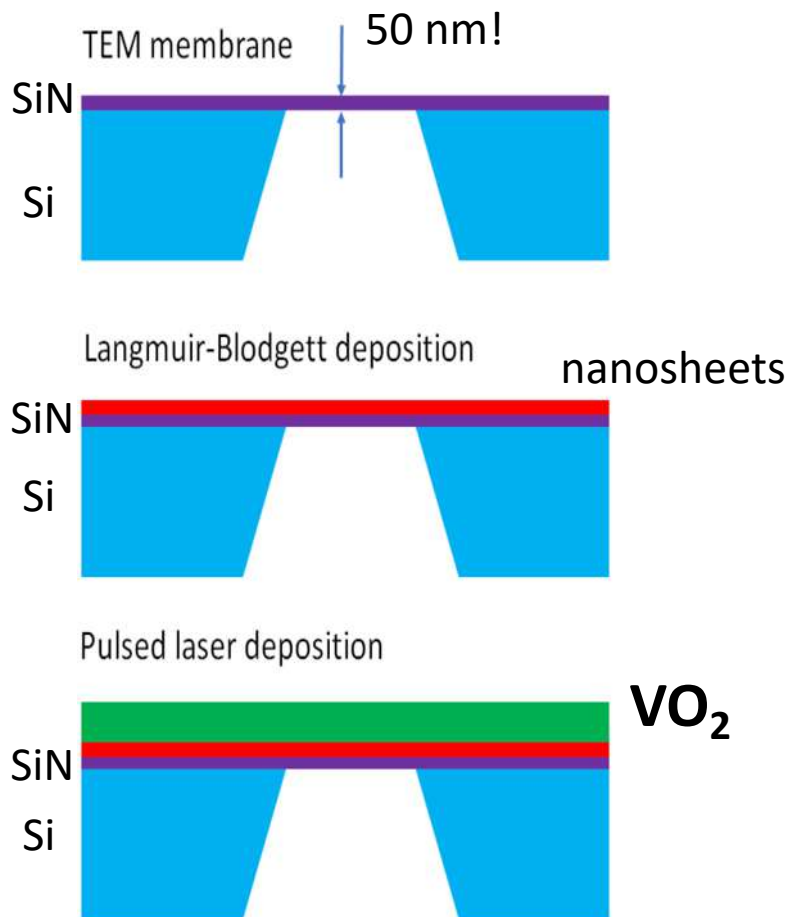 50 nm!
TEM membrane
SiN
Si
Langmuir-Blodgett deposition
nanosheets
SiN
Si
Pulsed laser deposition
VO₂
SiN
Si